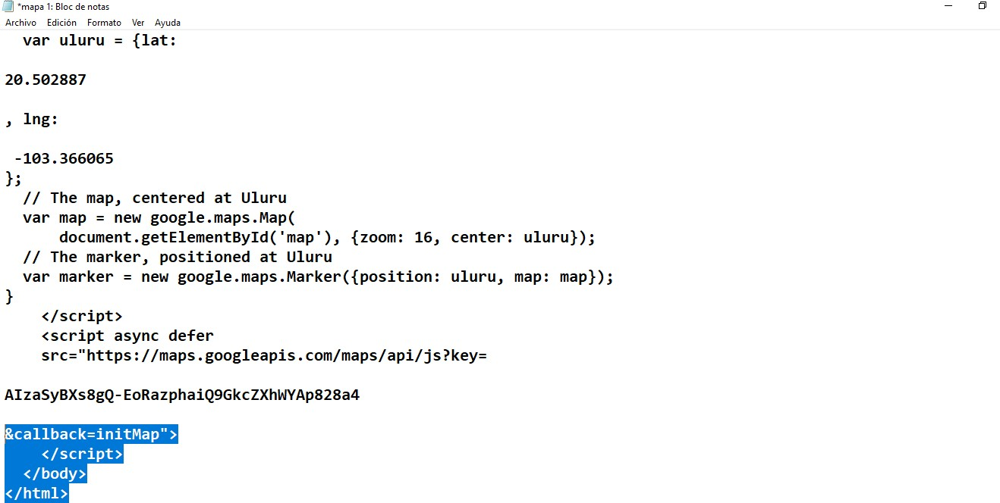 *mapa 1: Bloc de notas
Archivo Edición Formato Ver Ayuda
var uluru = {lat:
20.502887
, lng:
-103.366065
};
// The map, centered at Uluru
var map = new google.maps.Map(
document.getElementById('map'), {zoom: 16, center: uluru});
// The marker, positioned at Uluru
var marker = new google.maps.Marker({position: uluru, map: map});
}
</script>
<script async defer
src="https://maps.googleapis.com/maps/api/js?key=
AIzaSyBXs8gQ-EoRazphaiQ9GkcZXhWYAp828a4
&callback=initMap">
</script>
</body>
</html>